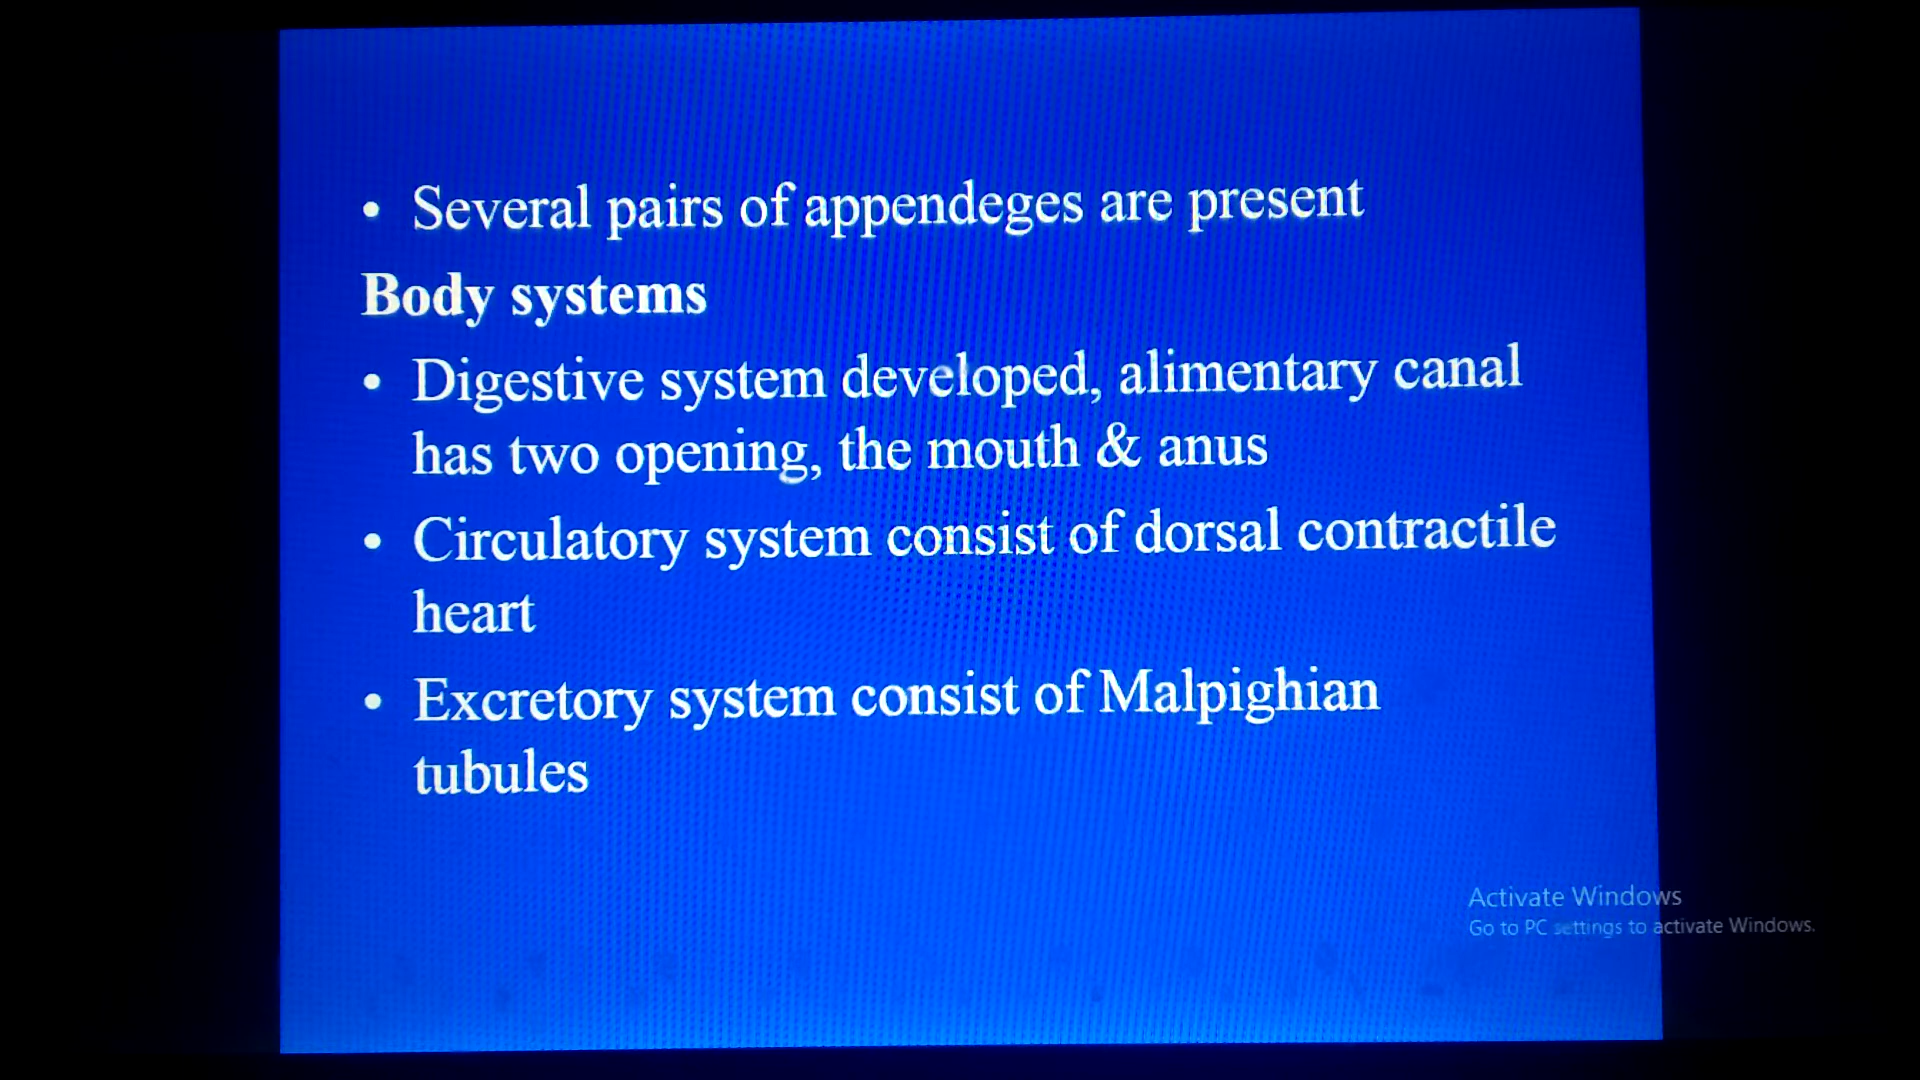 • Several pairs of appendeges are present
Body systems
• Digestive system developed, alimentary canal
has two opening, the mouth & anus
• Circulatory system consist of dorsal contractile
heart
• Excretory system consist of Malpighian
tubules
Activate Windows
Go to PC settings to activate Windows.